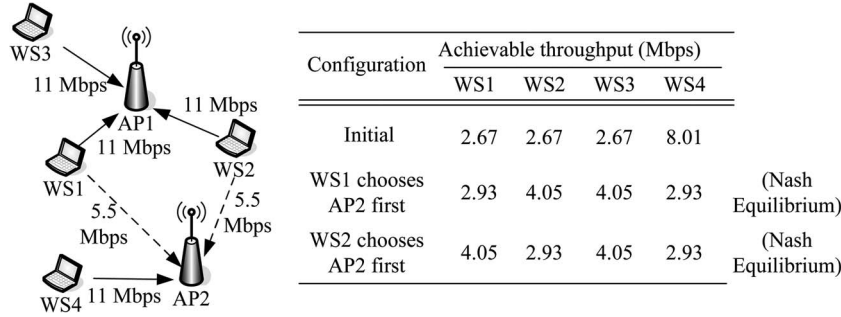 WS3
11 Mbps
AP1
11 Mbps
11 Mbps
WS1
WS2
5.5
Mbps
5.5
Mbps
11 Mbps
WS4
AP2
Configuration
Achievable throughput (Mbps)
WS1 WS2 WS3 WS4
Initial 2.67 2.67 2.67 8.01
WS1 chooses
AP2 first
2.93 4.05 4.05 2.93
(Nash
Equilibrium)
WS2 chooses
AP2 first
4.05 2.93 4.05 2.93
(Nash
Equilibrium)